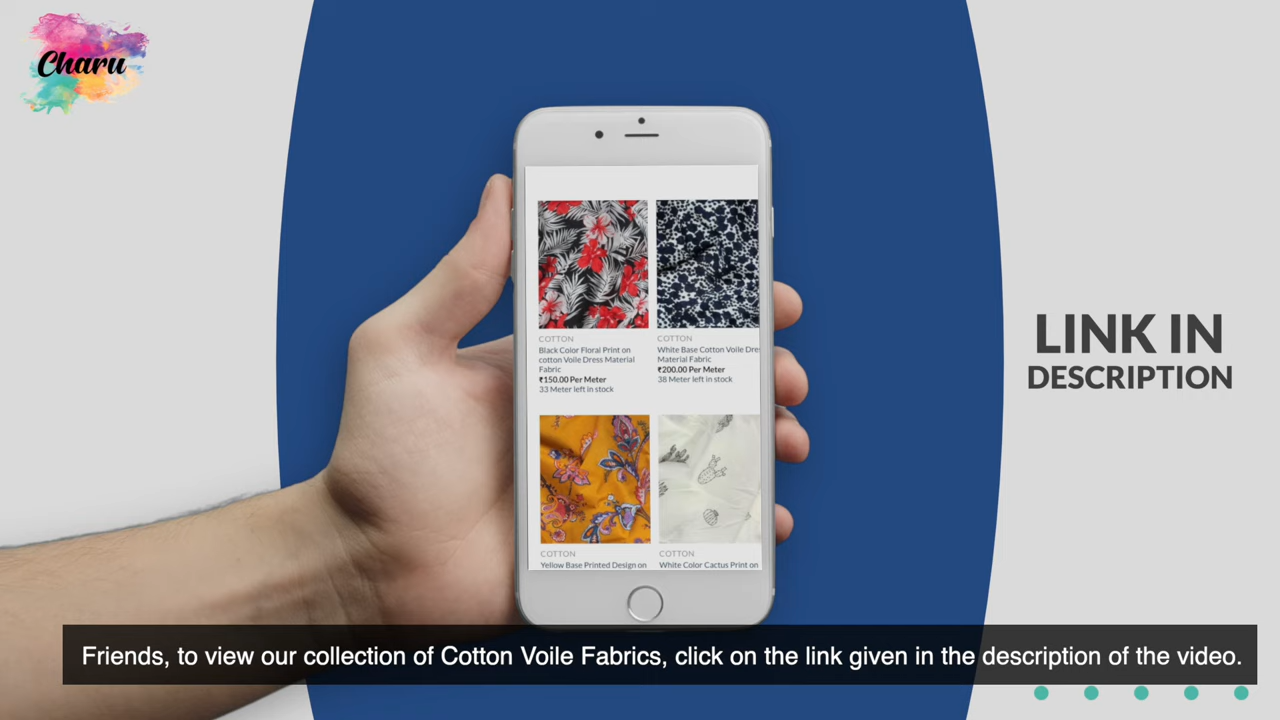 Charu
COTTON
Black Color Floral Print on
cotton Voile Dress Material
Fabric
₹150.00 Per Meter
33 Meter left in stock
COTTON
White Base Cotton Voile Dre
Material Fabric
₹200.00 Per Meter
38 Meter left in stock
COTTON
Yellow Base Printed Design on
COTTON
White Color Cactus Print on
LINK IN
DESCRIPTION
Friends, to view our collection of Cotton Voile Fabrics, click on the link given in the description of the video.